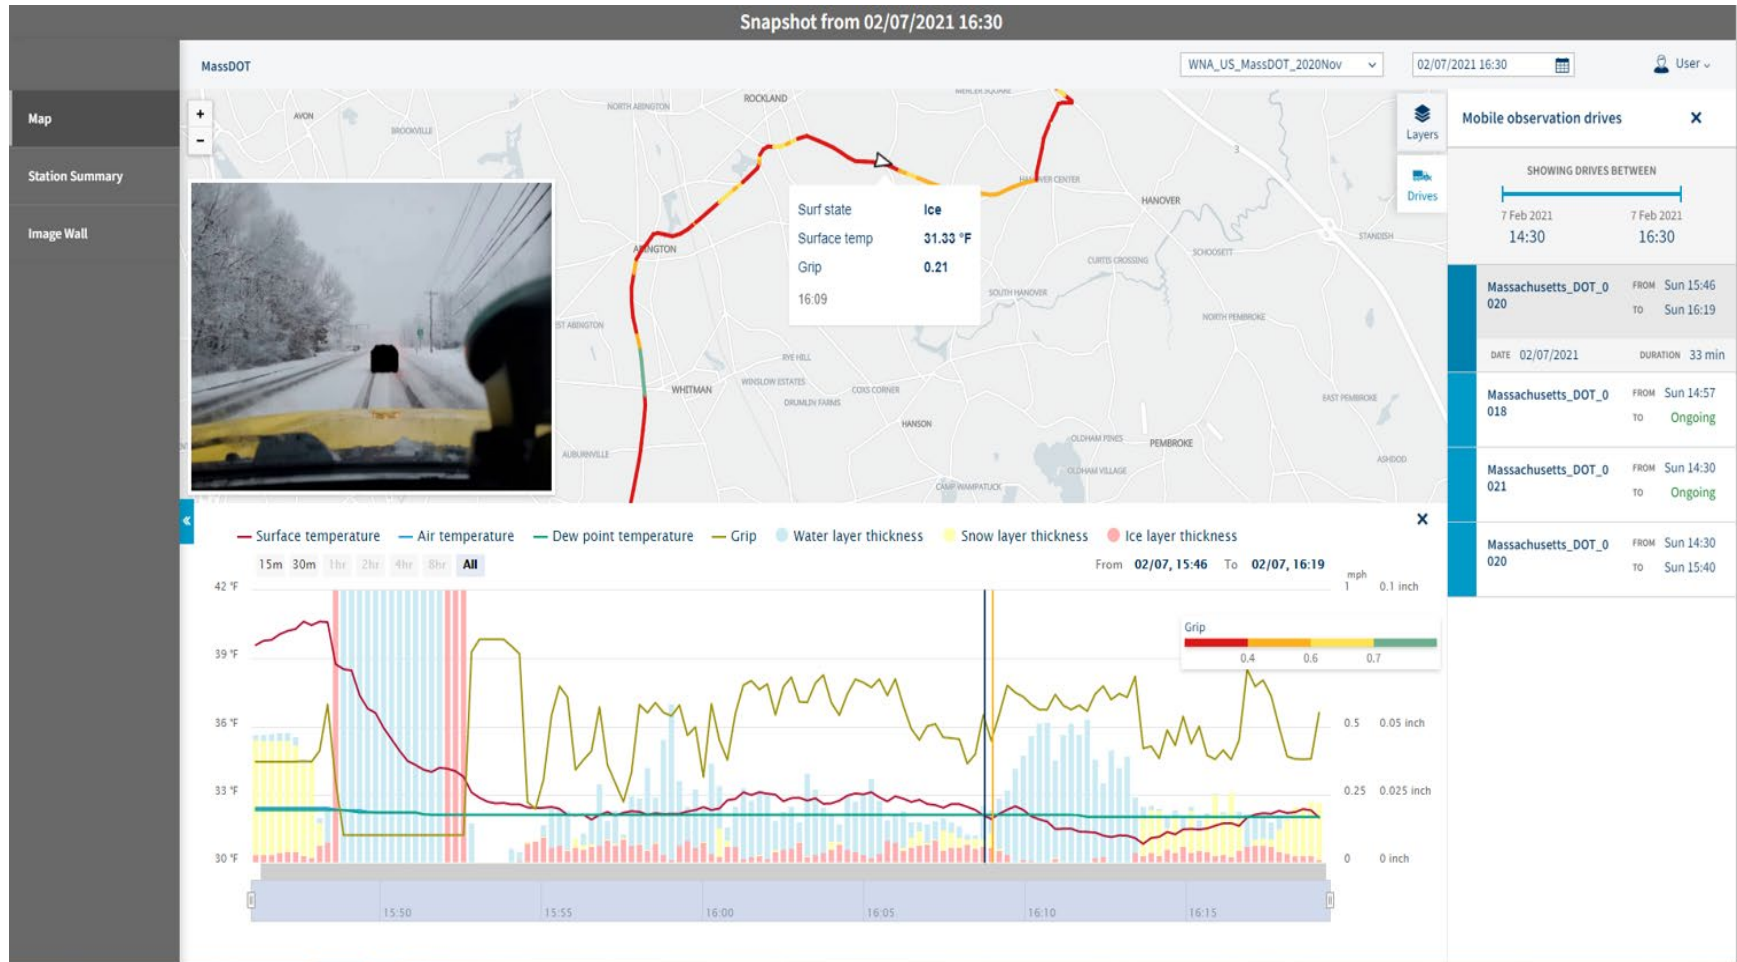 Snapshot from 02/07/2021 16:30
MassDOT
WNA_US_MassDOT_2020Nov
02/07/2021 16:30
User
Map
Station Summary
Image Wall
+
-
Layers
Drives
AVON
BROCKVILLE
NORTH ABINGTON
ROCKLAND
HANOVER CENTER
HANOVER
3
STANDISH
SCHOOSETT
CURTIS CROSSING
SOUTH HANOVER
NORTH PEMBROKE
EAST PEMBROKE
ABINGTON
EST ABINGTON
RYE HILL
WHITMAN
WINSLOW ESTATES
COXS CORNER
DRUMLIN FARMS
HANSON
AUBURNVILLE
OLDHAM PINES
PEMBROKE
OLDHAM VILLAGE
ASHDOD
CAMP WAMPATUCK
Surf state Ice
Surface temp 31.33 °F
Grip 0.21
16:09
Mobile observation drives
SHOWING DRIVES BETWEEN
7 Feb 2021 7 Feb 2021
14:30 16:30
Massachusetts_DOT_0 FROM Sun 15:46
020 TO Sun 16:19
DATE 02/07/2021 DURATION 33 min
Massachusetts_DOT_0 FROM Sun 14:57
018 TO Ongoing
Massachusetts_DOT_0 FROM Sun 14:30
021 TO Ongoing
Massachusetts_DOT_0 FROM Sun 14:30
020 TO Sun 15:40
Surface temperature Air temperature Dew point temperature Grip Water layer thickness Snow layer thickness Ice layer thickness
15m 30m 1hr 2hr 4hr 8hr All
From 02/07, 15:46 To 02/07, 16:19
mph
42 °F 1 0.1 inch
Grip
0.4 0.6 0.7
39 °F
36 °F 0.5 0.05 inch
33 °F 0.25 0.025 inch
30 °F 0 0 inch
15:50 15:55 16:00 16:05 16:10 16:15